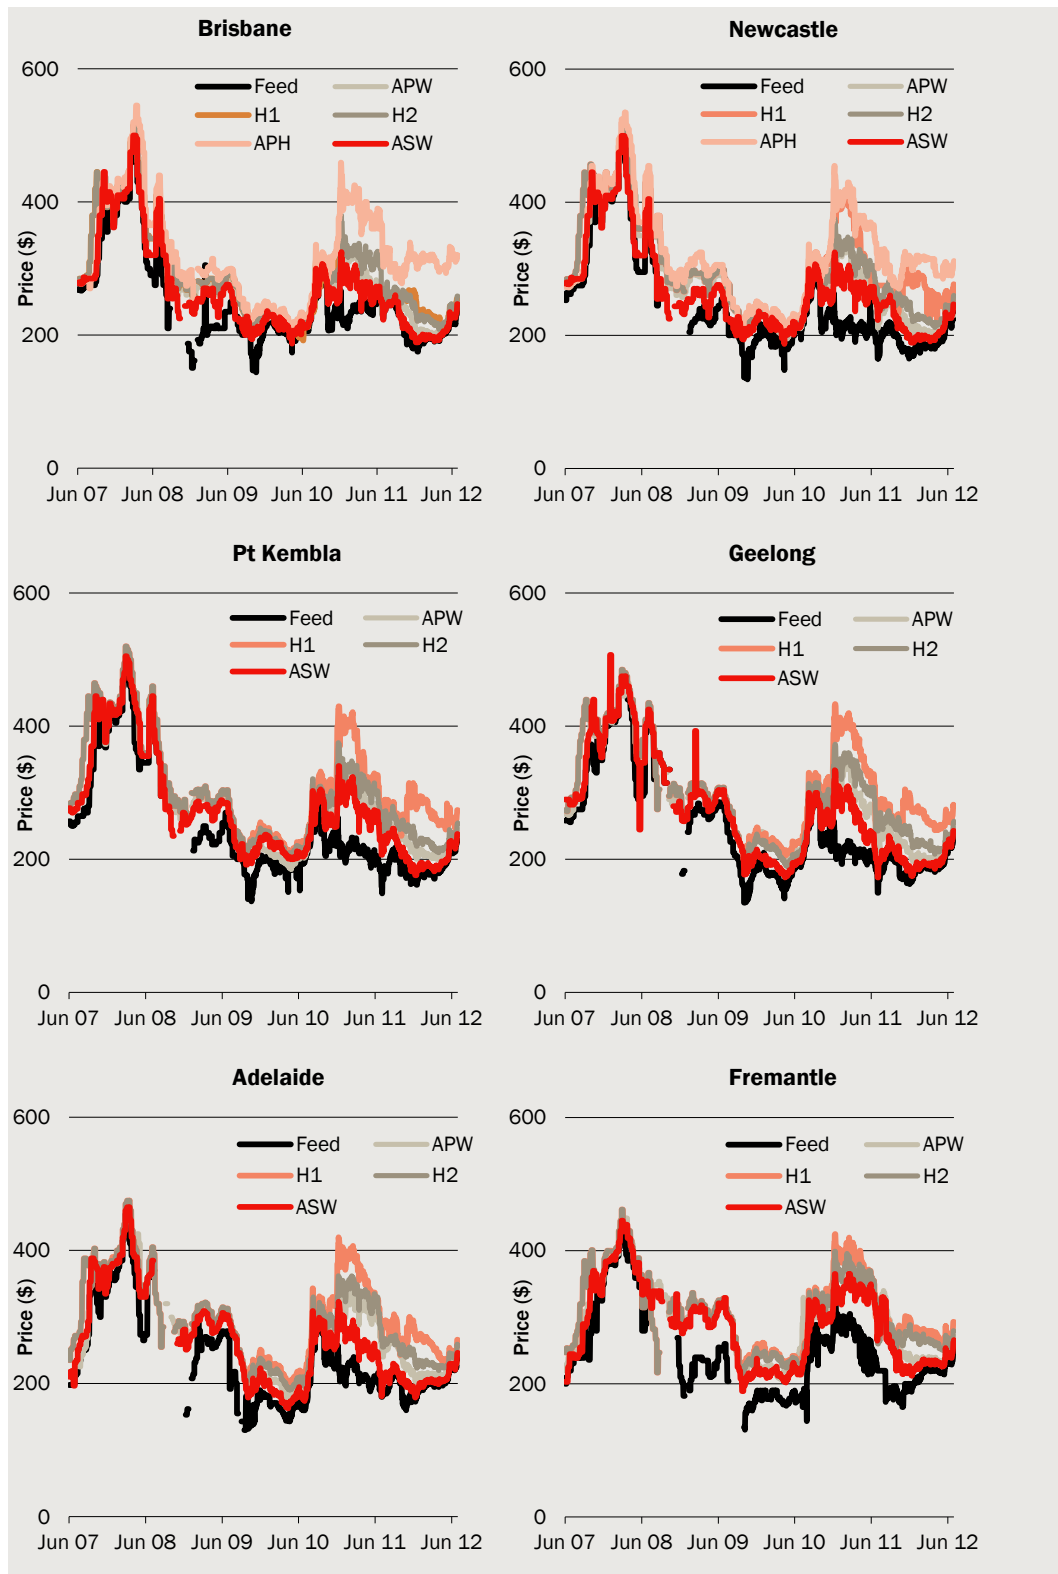 Brisbane
600
400
200
0
Price ($)
Feed APW
H1 H2
APH ASW
Jun 07 Jun 08 Jun 09 Jun 10 Jun 11 Jun 12
Newcastle
600
400
200
0
Price ($)
Feed APW
H1 H2
APH ASW
Jun 07 Jun 08 Jun 09 Jun 10 Jun 11 Jun 12
Pt Kembla
600
400
200
0
Price ($)
Feed APW
H1 H2
ASW
Jun 07 Jun 08 Jun 09 Jun 10 Jun 11 Jun 12
Geelong
600
400
200
0
Price ($)
Feed APW
H1 H2
ASW
Jun 07 Jun 08 Jun 09 Jun 10 Jun 11 Jun 12
Adelaide
600
400
200
0
Price ($)
Feed APW
H1 H2
ASW
Jun 07 Jun 08 Jun 09 Jun 10 Jun 11 Jun 12
Fremantle
600
400
200
0
Price ($)
Feed APW
H1 H2
ASW
Jun 07 Jun 08 Jun 09 Jun 10 Jun 11 Jun 12